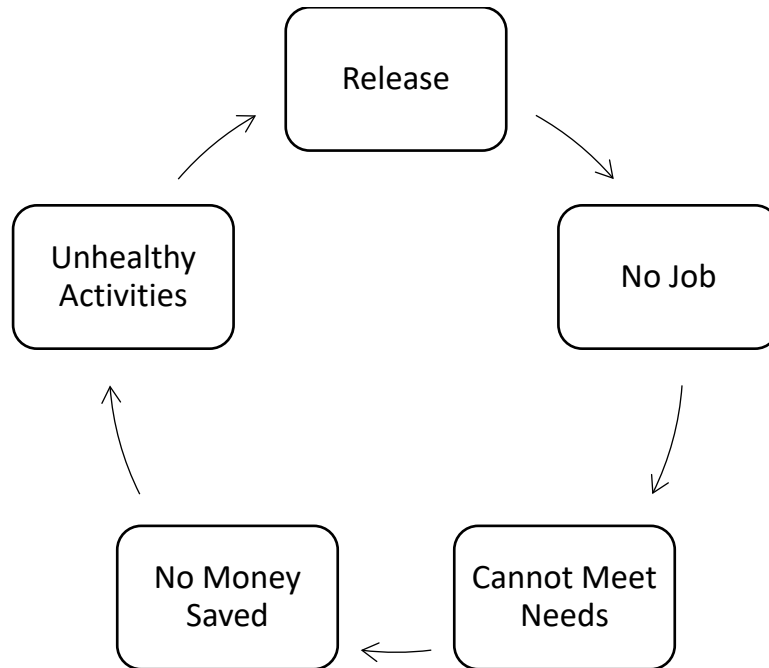 Release
No Job
Cannot Meet
Needs
No Money
Saved
Unhealthy
Activities